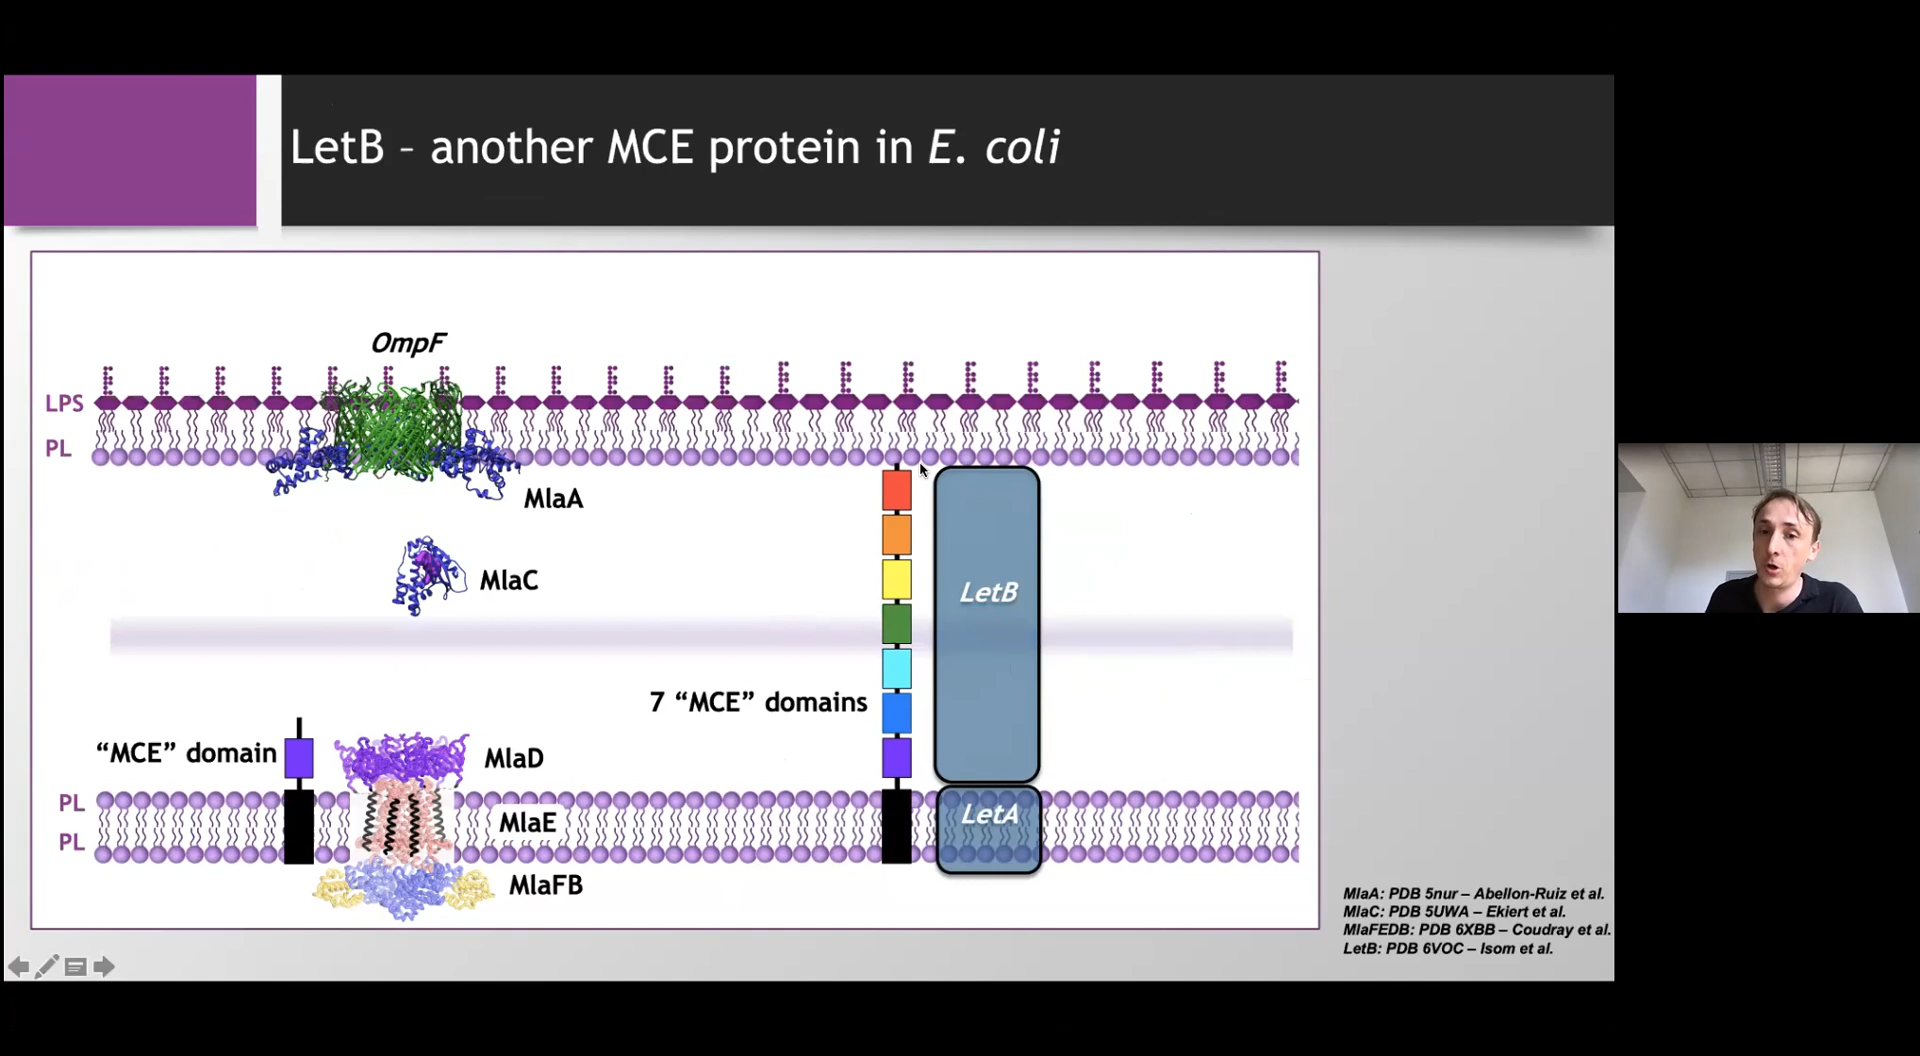 LetB – another MCE protein in E. coli
OmpF
LPS
PL
MlaA
MlaC
LetB
7 “MCE” domains
“MCE” domain
MlaD
PL
MlaE
LetA
PL
MlaFB
MlaA: PDB 5nur – Abellon-Ruiz et al.
MlaC: PDB 5UWA – Ekiert et al.
MlaFEDB: PDB 6XBB – Coudray et al.
LetB: PDB 6VOC – Isom et al.